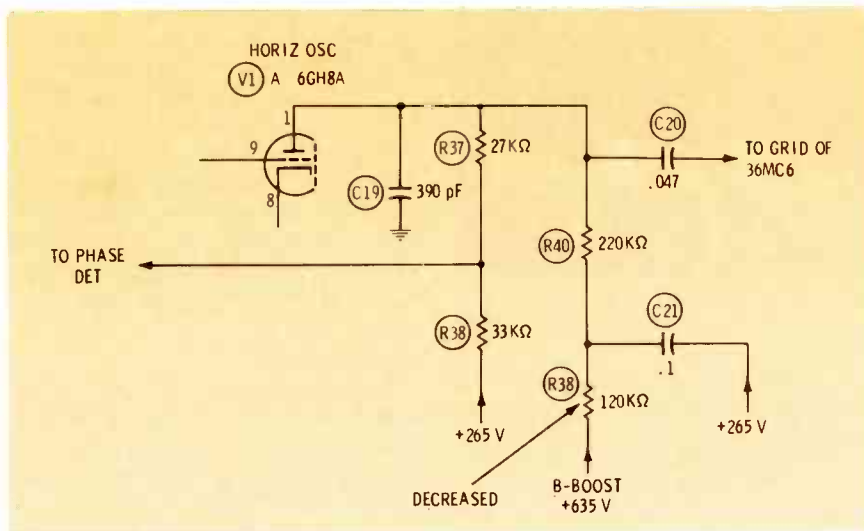 HORIZ OSC
V1 A 6GH8A
1
9
8
C19 390 pF
R37 27KΩ
C20
.047
TO GRID OF
36MC6
R40 220KΩ
TO PHASE
DET
R38 33KΩ
+265 V
C21
.1
+265 V
R38 120KΩ
DECREASED
B-BOOST
+635 V